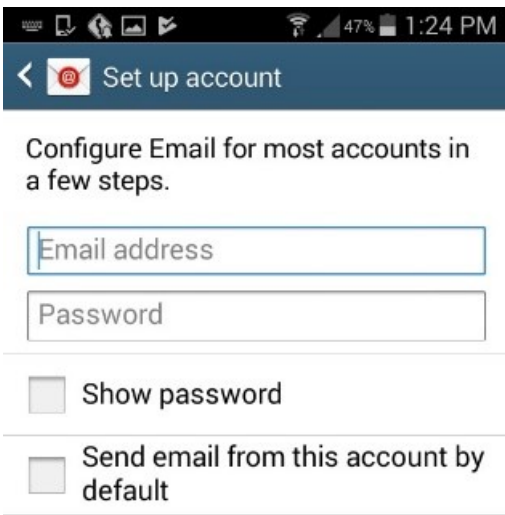 47% 1:24 PM
Set up account
Configure Email for most accounts in
a few steps.
Email address
Password
Show password
Send email from this account by
default